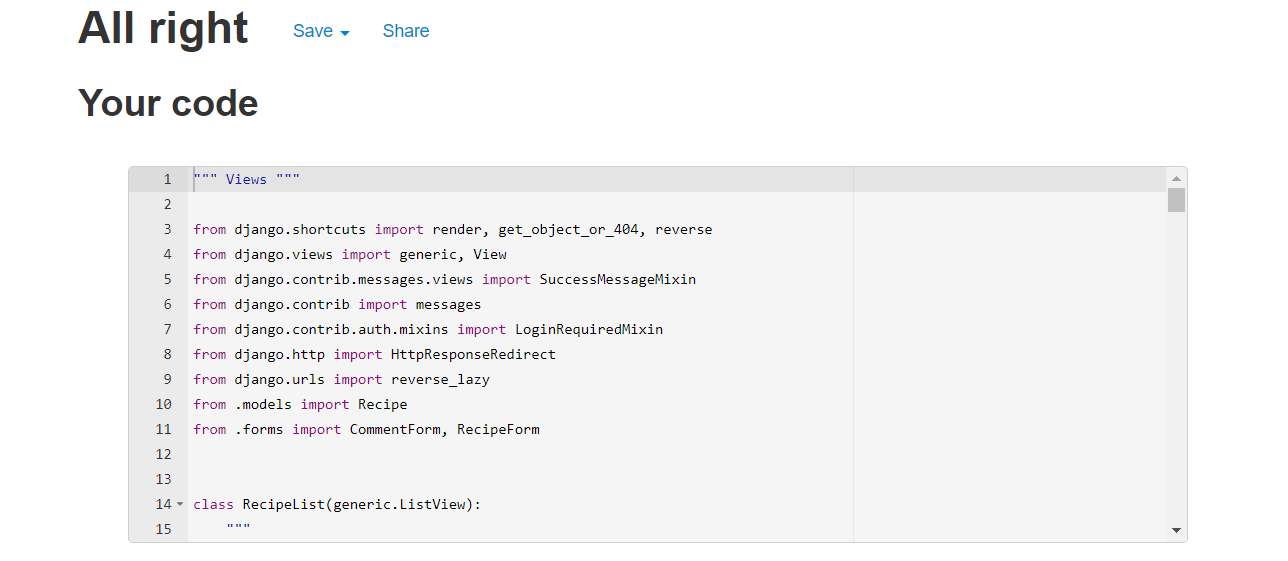 All right Save Share
Your code
1 """ Views """
2
3 from django.shortcuts import render, get_object_or_404, reverse
4 from django.views import generic, View
5 from django.contrib.messages.views import SuccessMessageMixin
6 from django.contrib import messages
7 from django.contrib.auth.mixins import LoginRequiredMixin
8 from django.http import HttpResponseRedirect
9 from django.urls import reverse_lazy
10 from .models import Recipe
11 from .forms import CommentForm, RecipeForm
12
13
14 class RecipeList(generic.ListView):
15     """